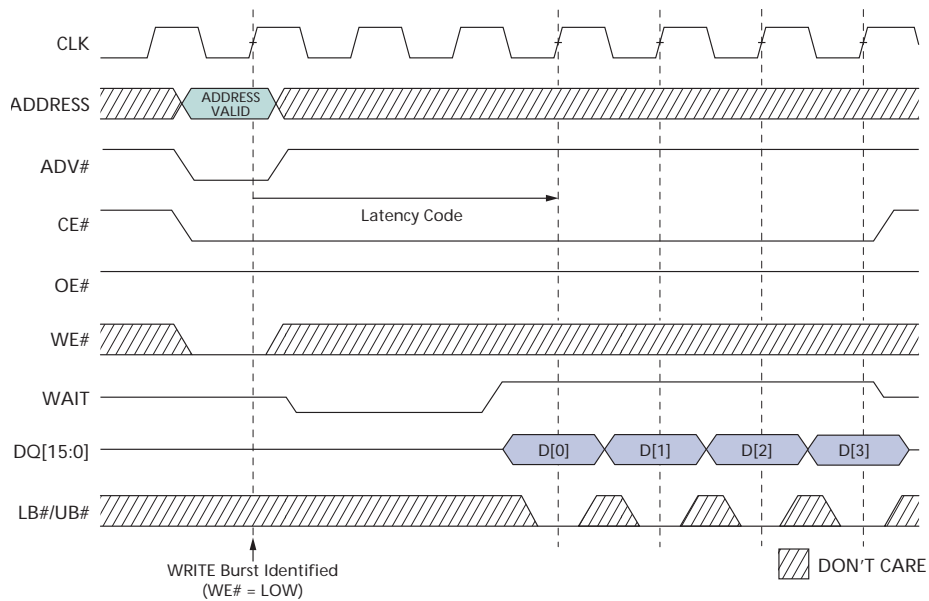 CLK
ADDRESS
ADDRESS
VALID
ADV#
Latency Code
CE#
OE#
WE#
WAIT
DQ[15:0]
D[0] D[1] D[2] D[3]
LB#/UB#
WRITE Burst Identified
(WE# = LOW)
DON'T CARE